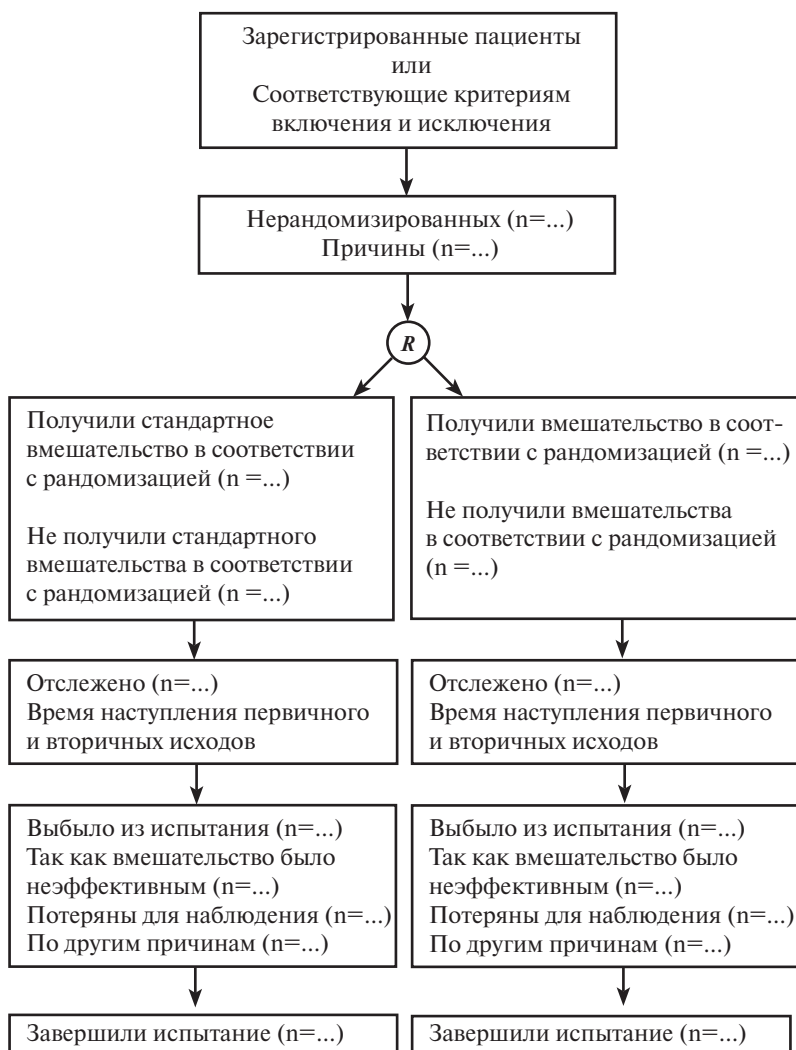 Зарегистрированные пациенты
или
Соответствующие критериям
включения и исключения
Нерандомизированных (n=...)
Причины (n=...)
R
Получили стандартное
вмешательство в соответствии
с рандомизацией (n =...)
Не получили стандартного
вмешательства в соответствии
с рандомизацией (n =...)
Получили вмешательство в соот-
ветствии с рандомизацией (n =...)
Не получили вмешательства
в соответствии с рандомизацией
(n =...)
Отслежено (n=...)
Время наступления первичного
и вторичных исходов
Отслежено (n=...)
Время наступления первичного
и вторичных исходов
Выбыло из испытания (n=...)
Так как вмешательство было
неэффективным (n=...)
Потеряны для наблюдения (n=...)
По другим причинам (n=...)
Выбыло из испытания (n=...)
Так как вмешательство было
неэффективным (n=...)
Потеряны для наблюдения (n=...)
По другим причинам (n=...)
Завершили испытание (n=...)
Завершили испытание (n=...)